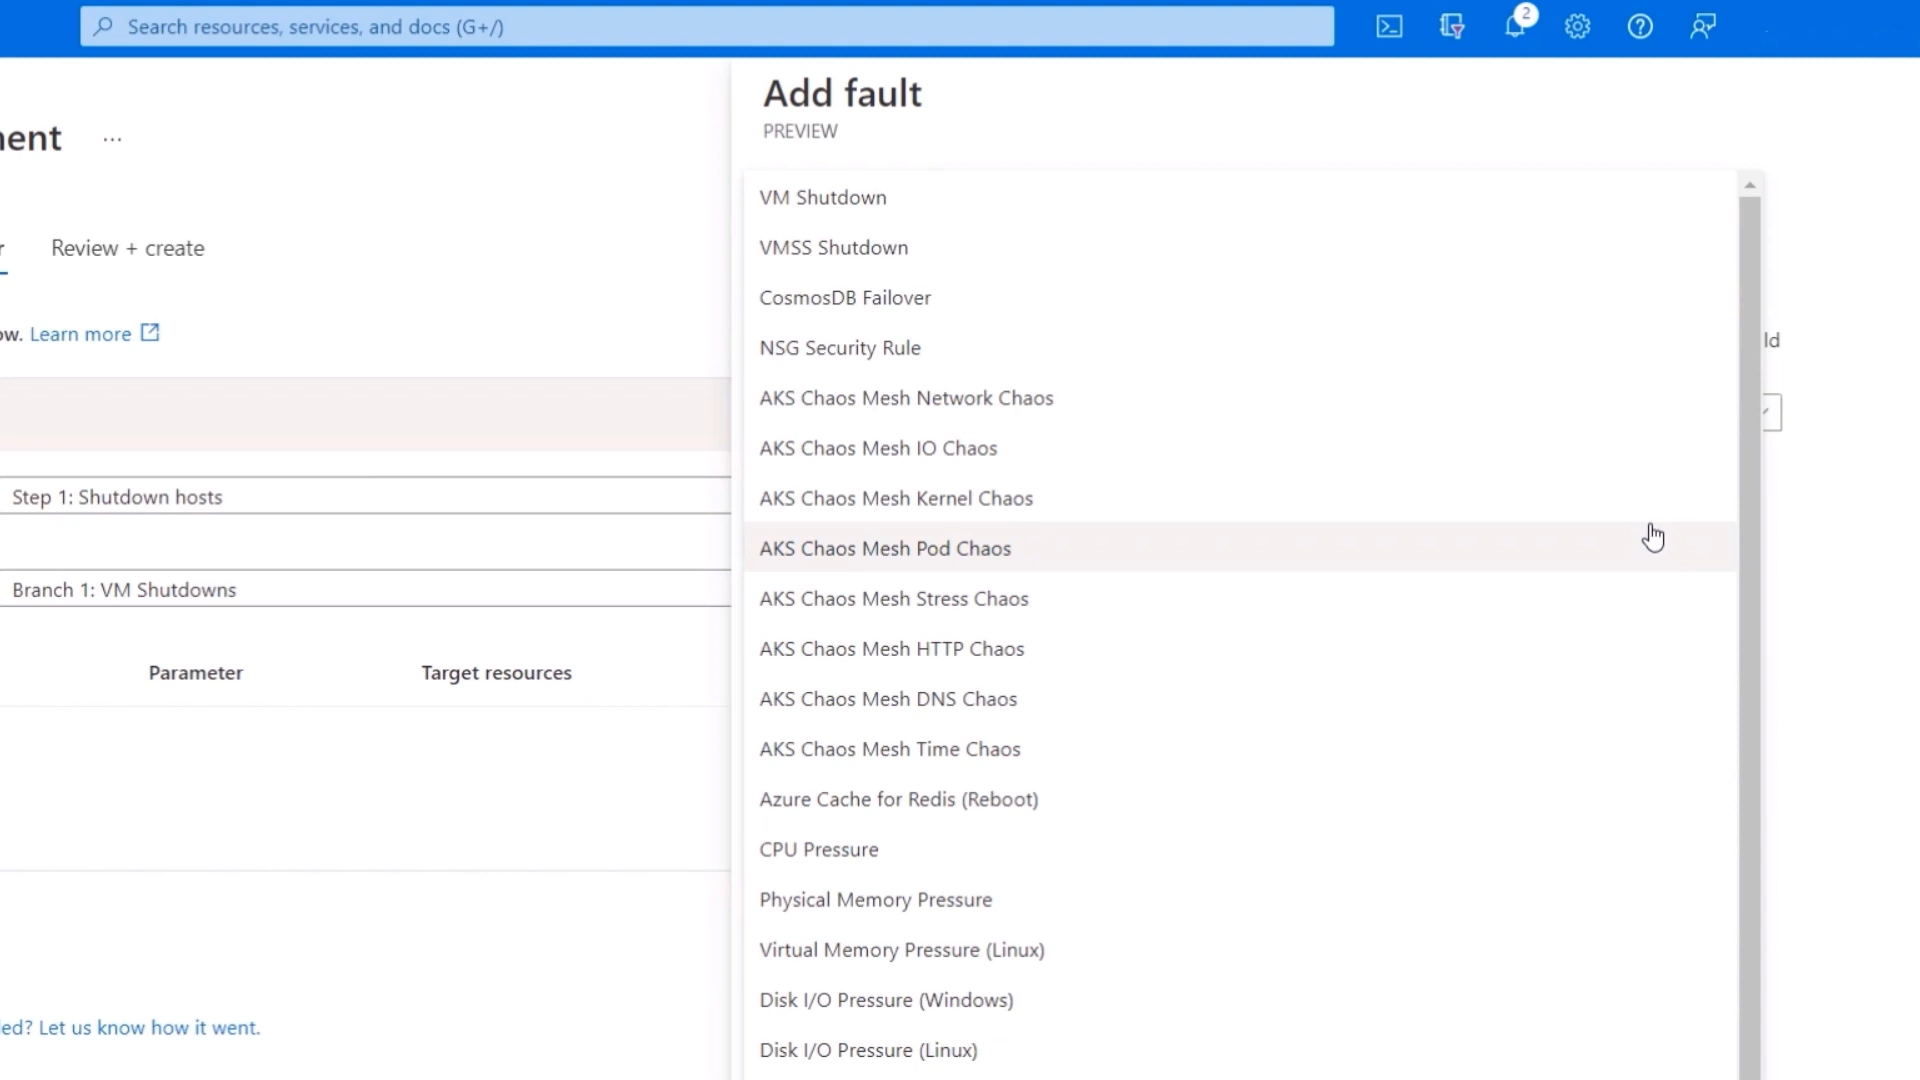 Search resources, services, and docs (G+/)
2
Add fault
PREVIEW
nent ...
r Review + create
ow. Learn more
Step 1: Shutdown hosts
Branch 1: VM Shutdowns
Parameter Target resources
led? Let us know how it went.
VM Shutdown
VMSS Shutdown
CosmosDB Failover
NSG Security Rule
AKS Chaos Mesh Network Chaos
AKS Chaos Mesh IO Chaos
AKS Chaos Mesh Kernel Chaos
AKS Chaos Mesh Pod Chaos
AKS Chaos Mesh Stress Chaos
AKS Chaos Mesh HTTP Chaos
AKS Chaos Mesh DNS Chaos
AKS Chaos Mesh Time Chaos
Azure Cache for Redis (Reboot)
CPU Pressure
Physical Memory Pressure
Virtual Memory Pressure (Linux)
Disk I/O Pressure (Windows)
Disk I/O Pressure (Linux)
ld